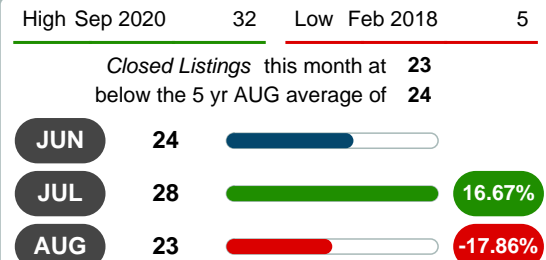 High Sep 2020 32 Low Feb 2018 5
Closed Listings this month at 23
below the 5 yr AUG average of 24
JUN 24
JUL 28 16.67%
AUG 23 -17.86%